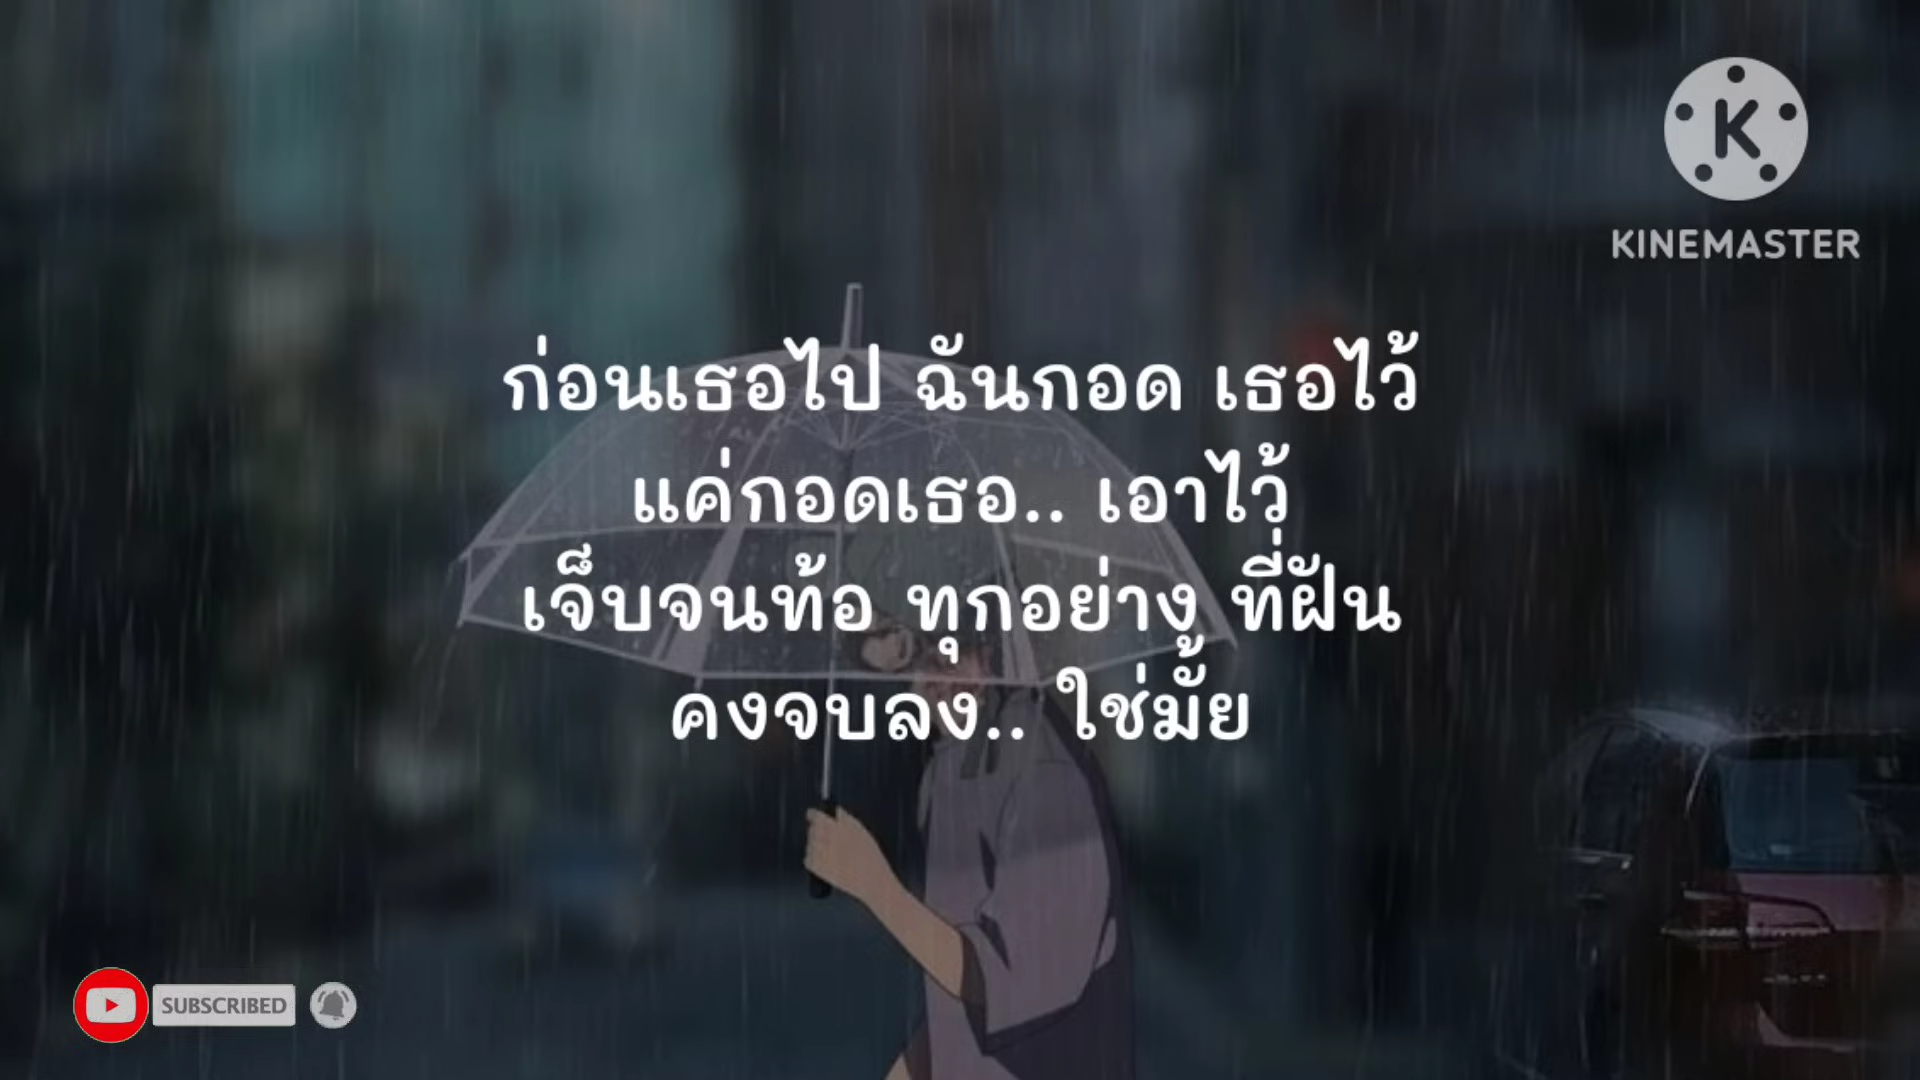 KINEMASTER
ก่อนเธอไป ฉันกอด เธอไว้
แค่กอดเธอ.. เอาไว้
เจ็บจนท้อ ทุกอย่าง ที่ฝัน
คงจบลง.. ใช่มั้ย
SUBSCRIBED